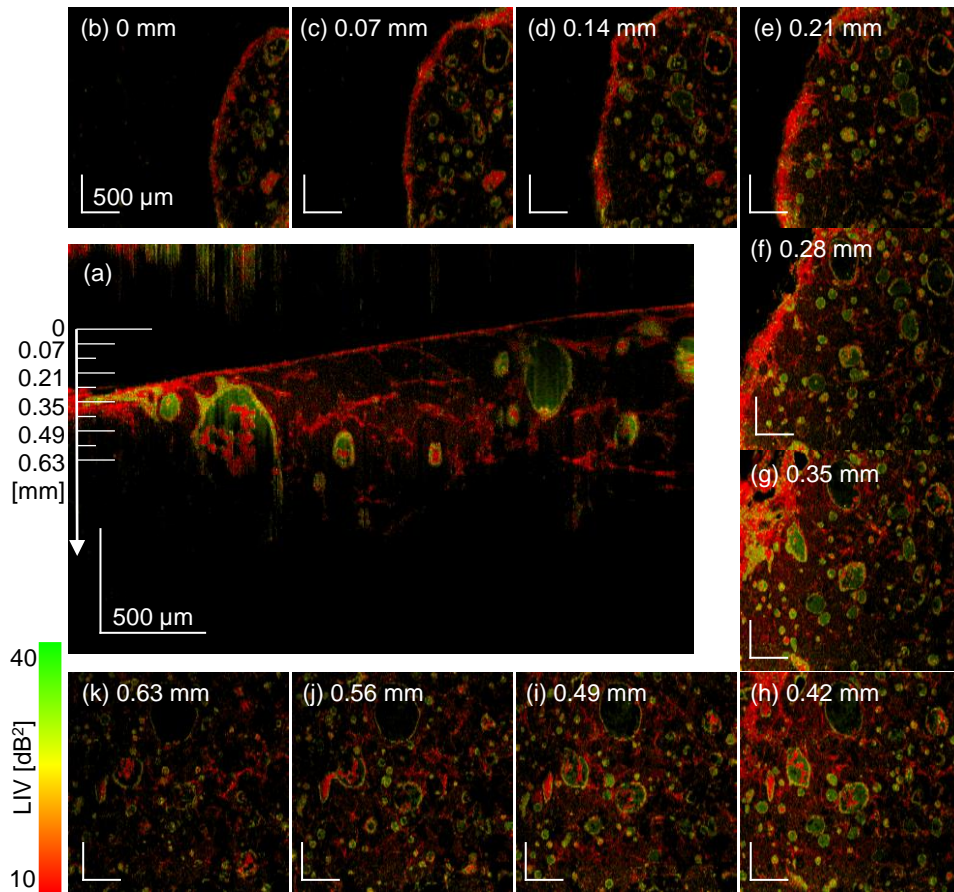 (b) 0 mm
(c) 0.07 mm
(d) 0.14 mm
(e) 0.21 mm
500 µm
(a)
(f) 0.28 mm
0
0.07
0.21
0.35
0.49
0.63
[mm]
(g) 0.35 mm
500 µm
40
LIV [dB²]
10
(k) 0.63 mm
(j) 0.56 mm
(i) 0.49 mm
(h) 0.42 mm